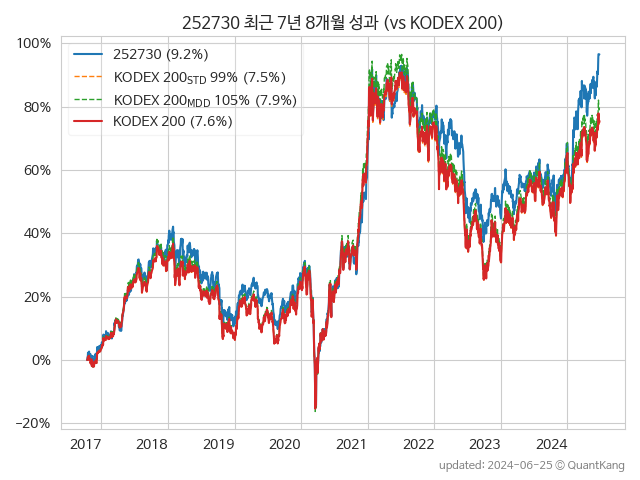 252730 최근 7년 8개월 성과 (vs KODEX 200)
252730 (9.2%)
KODEX 200STD 99% (7.5%)
KODEX 200MDD 105% (7.9%)
KODEX 200 (7.6%)
100%
80%
60%
40%
20%
0%
−20%
2017 2018 2019 2020 2021 2022 2023 2024
updated: 2024-06-25 © QuantKang